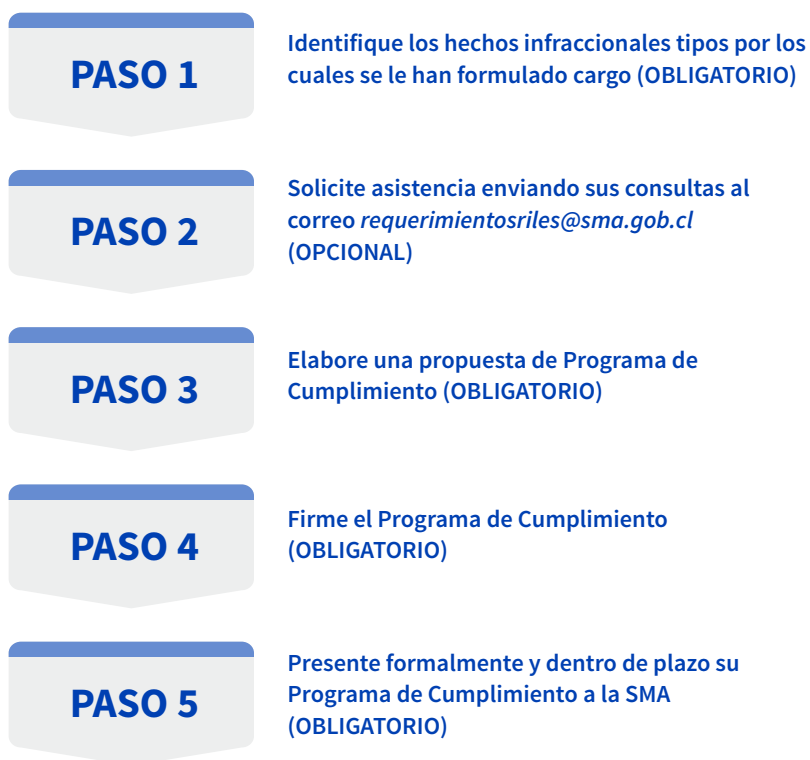 PASO 1
Identifique los hechos infraccionales tipos por los
cuales se le han formulado cargo (OBLIGATORIO)
PASO 2
Solicite asistencia enviando sus consultas al
correo requerimientosriles@sma.gob.cl
(OPCIONAL)
PASO 3
Elabore una propuesta de Programa de
Cumplimiento (OBLIGATORIO)
PASO 4
Firme el Programa de Cumplimiento
(OBLIGATORIO)
PASO 5
Presente formalmente y dentro de plazo su
Programa de Cumplimiento a la SMA
(OBLIGATORIO)